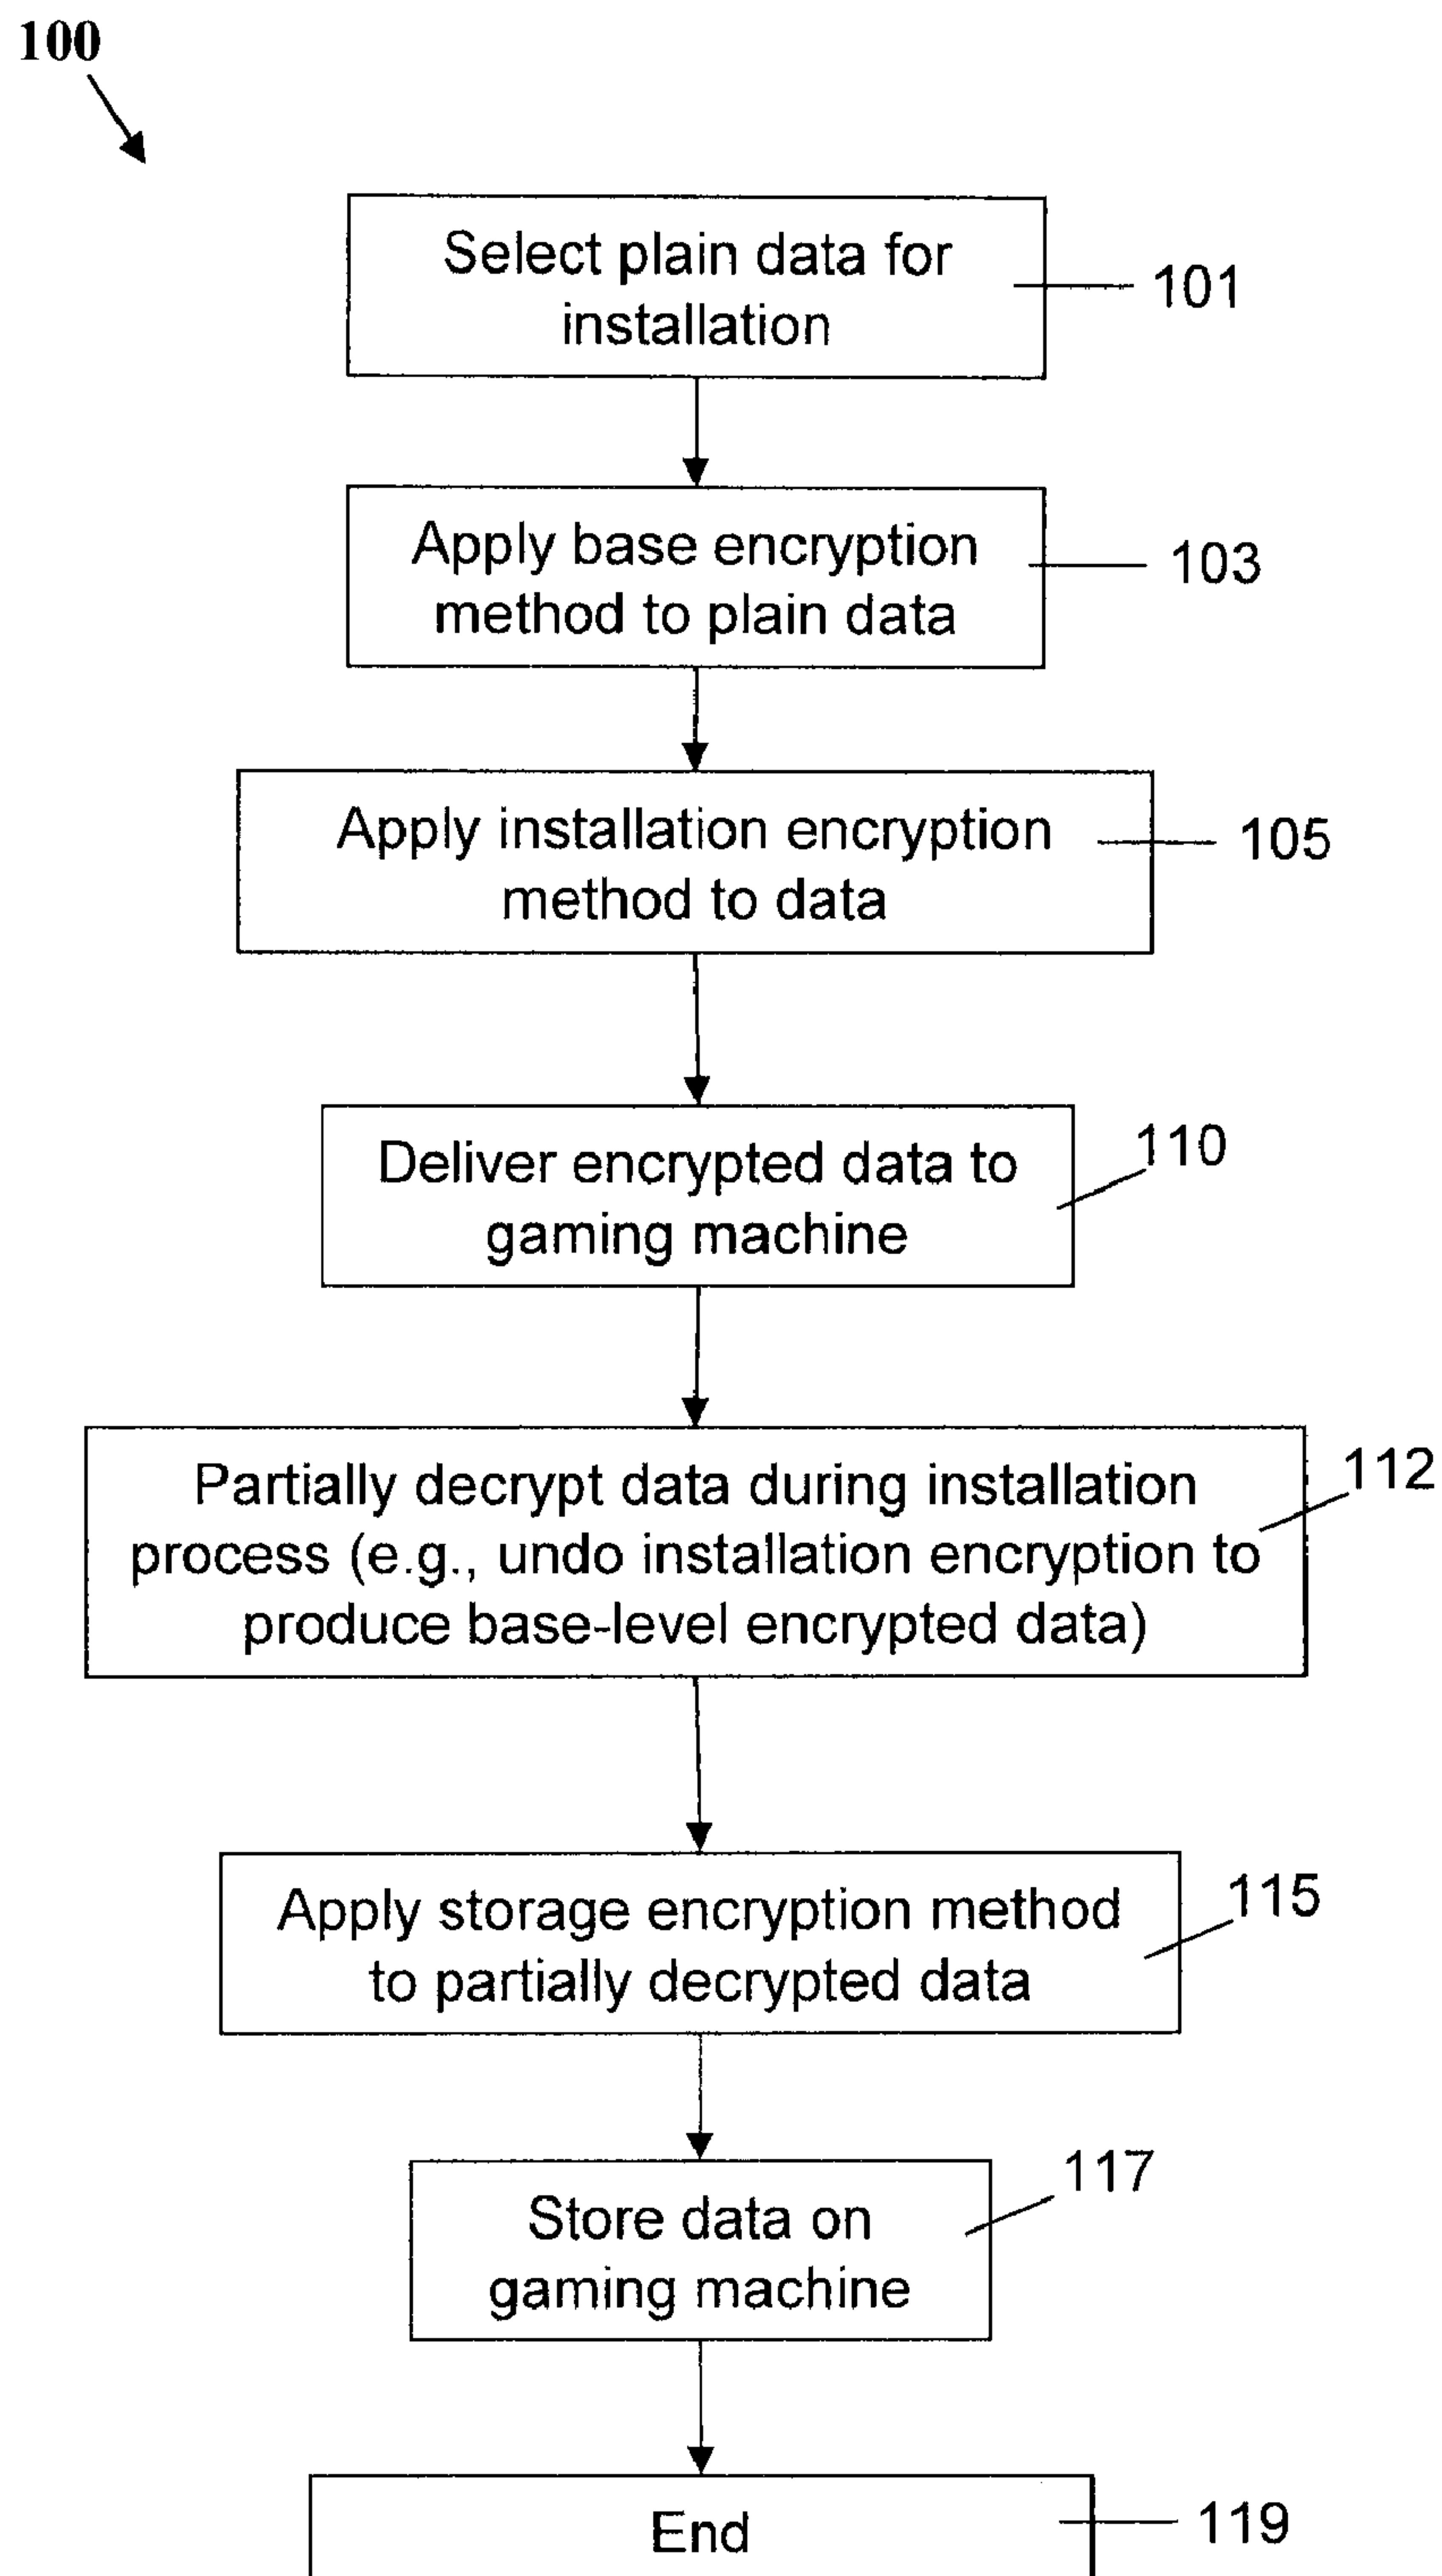 100
Select plain data for
installation
101
Apply base encryption
method to plain data
103
Apply installation encryption
method to data
105
Deliver encrypted data to
gaming machine
110
Partially decrypt data during installation
process (e.g., undo installation encryption to
produce base-level encrypted data)
112
Apply storage encryption method
to partially decrypted data
115
Store data on
gaming machine
117
End
119